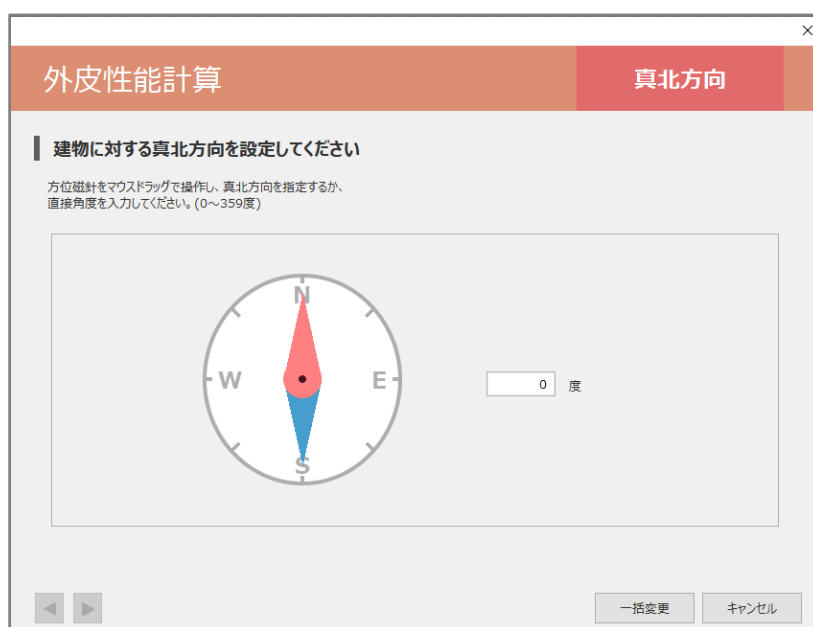 外皮性能計算
真北方向
建物に対する真北方向を設定してください
方位磁針をマウスドラッグで操作し、真北方向を指定するか、
直接角度を入力してください。(0～359度)
N
W
E
S
0 度
一括変更
キャンセル